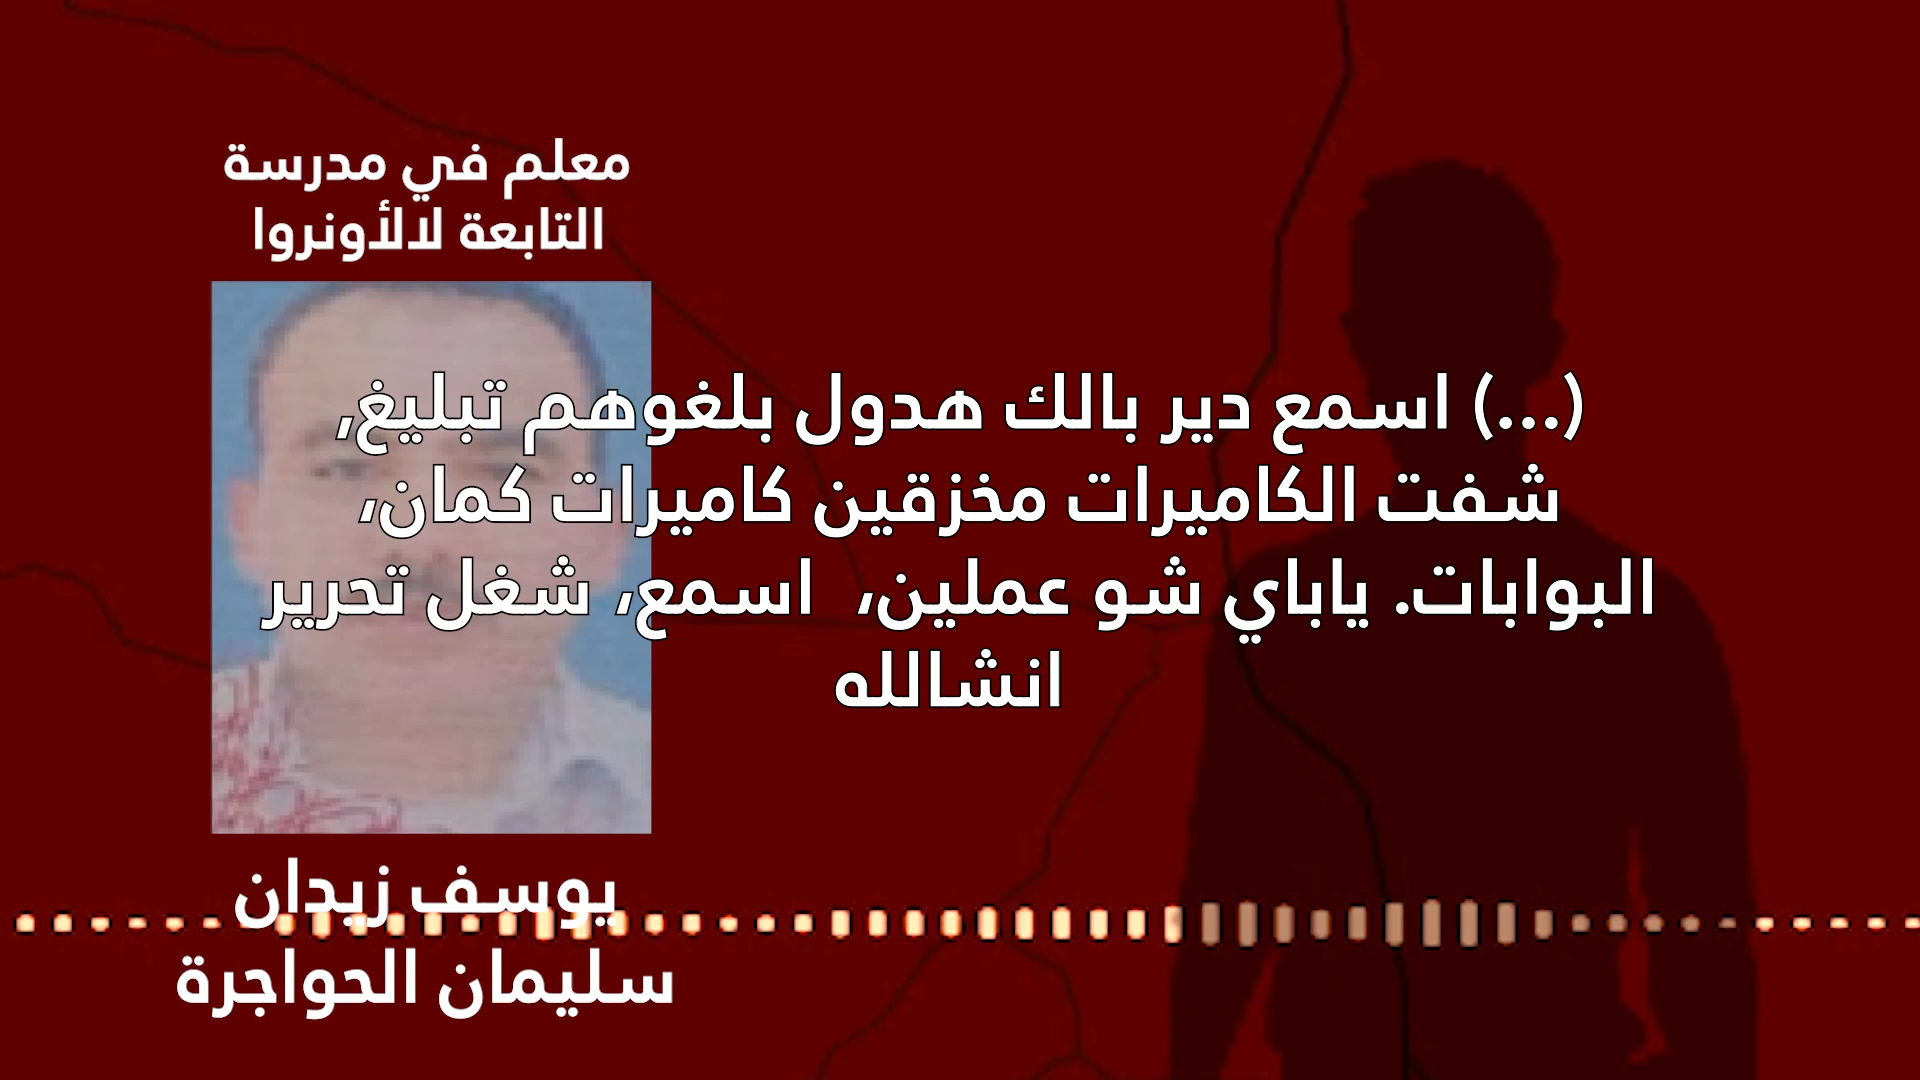 معلم في مدرسة
التابعة لالأونروا
(...) اسمع دير بالك هدول بلغوهم تبليغ,
شفت الكاميرات مخزقين كاميرات كمان,
البوابات. ياباي شو عملين, اسمع, شغل تحرير
انشالله
يوسف زيدان
سليمان الحواجرة